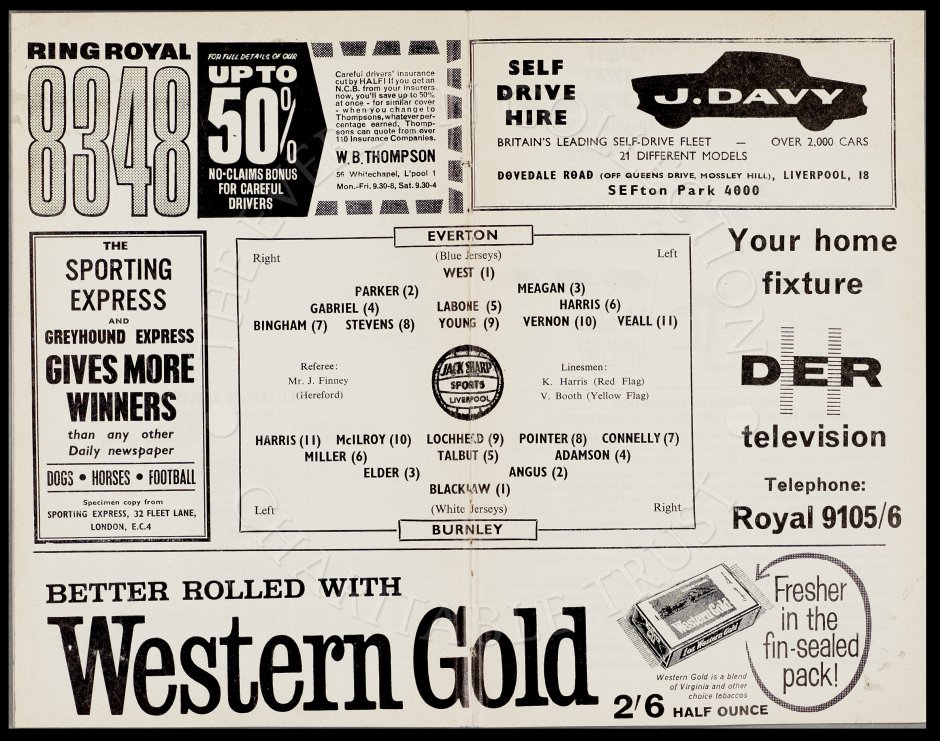 RING ROYAL
8348
FOR FULL DETAILS OF OUR
UP TO
50%
NO-CLAIMS BONUS
FOR CAREFUL
DRIVERS
Careful drivers' insurance
cut by HALF! If you get an
N.C.B. from your insurers
now, you'll save up to 50%
at once - for similar cover
- when you change to
Thompsons, whatever per-
centage earned, Thomp-
sons can quote from over
110 Insurance Companies.
W. B. THOMPSON
56 Whitechapel, L'pool 1
Mon.-Fri. 9.30-8, Sat. 9.30-4
SELF
DRIVE
HIRE
J. DAVY
BRITAIN'S LEADING SELF-DRIVE FLEET — OVER 2,000 CARS
21 DIFFERENT MODELS
DOVEDALE ROAD (OFF QUEENS DRIVE, MOSSLEY HILL), LIVERPOOL, 18
SEFton Park 4000
THE
SPORTING
EXPRESS
AND
GREYHOUND EXPRESS
GIVES MORE
WINNERS
than any other
Daily newspaper
DOGS • HORSES • FOOTBALL
Specimen copy from
SPORTING EXPRESS, 32 FLEET LANE,
LONDON, E.C.4
EVERTON
Right (Blue Jerseys) Left
WEST (1)
PARKER (2) MEAGAN (3)
GABRIEL (4) LABONE (5) HARRIS (6)
BINGHAM (7) STEVENS (8) YOUNG (9) VERNON (10) VEALL (11)
Referee:
Mr. J. Finney
(Hereford)
JACK SHARP
SPORTS
LIVERPOOL
Linesmen:
K. Harris (Red Flag)
V. Booth (Yellow Flag)
HARRIS (11) McILROY (10) LOCHHEAD (9) POINTER (8) CONNELLY (7)
MILLER (6) TALBUT (5) ADAMSON (4)
ELDER (3) ANGUS (2)
BLACKLAW (1)
Left (White Jerseys) Right
BURNLEY
Your home
fixture
DER
television
Telephone:
Royal 9105/6
BETTER ROLLED WITH
Western Gold
Western Gold
Western Gold
Fresher
in the
fin-sealed
pack!
Western Gold is a blend
of Virginia and other
choice tobaccos
2/6 HALF OUNCE
THE EVERTON COLLECTION
CHARITABLE TRUST